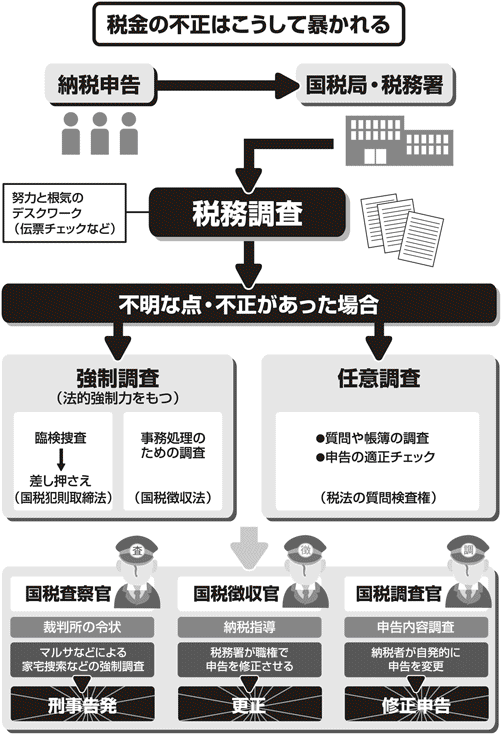 税金の不正はこうして暴かれる
納税申告
国税局・税務署
努力と根気の
デスクワーク
（伝票チェックなど）
税務調査
不明な点・不正があった場合
強制調査
（法的強制力をもつ）
臨検捜査
差し押さえ
（国税犯則取締法）
事務処理の
ための調査
（国税徴収法）
任意調査
●質問や帳簿の調査
●申告の適正チェック
（税法の質問検査権）
査
国税査察官
裁判所の令状
マルサなどによる
家宅捜索などの強制調査
刑事告発
徴
国税徴収官
納税指導
税務署が職権で
申告を修正させる
更正
調
国税調査官
申告内容調査
納税者が自発的に
申告を変更
修正申告